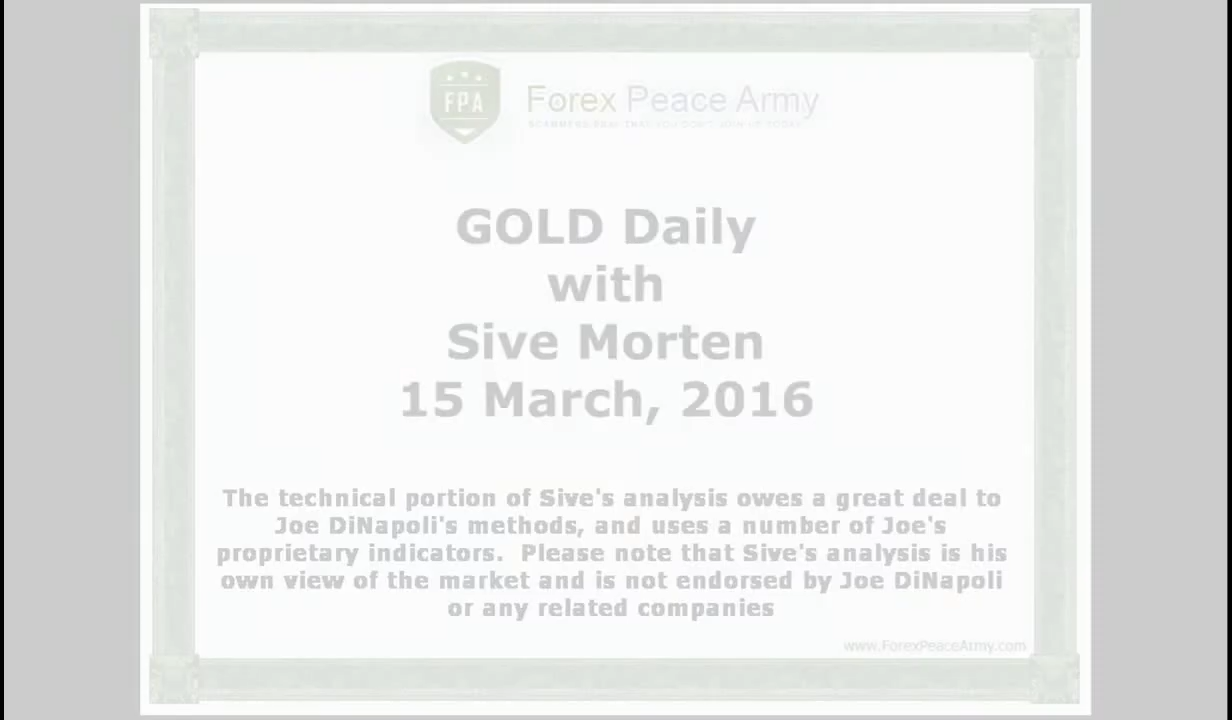 FPA
Forex Peace Army
GOLD Daily
with
Sive Morten
15 March, 2016
The technical portion of Sive's analysis owes a great deal to
Joe DiNapoli's methods, and uses a number of Joe's
proprietary indicators.  Please note that Sive's analysis is his
own view of the market and is not endorsed by Joe DiNapoli
or any related companies
www.ForexPeaceArmy.com